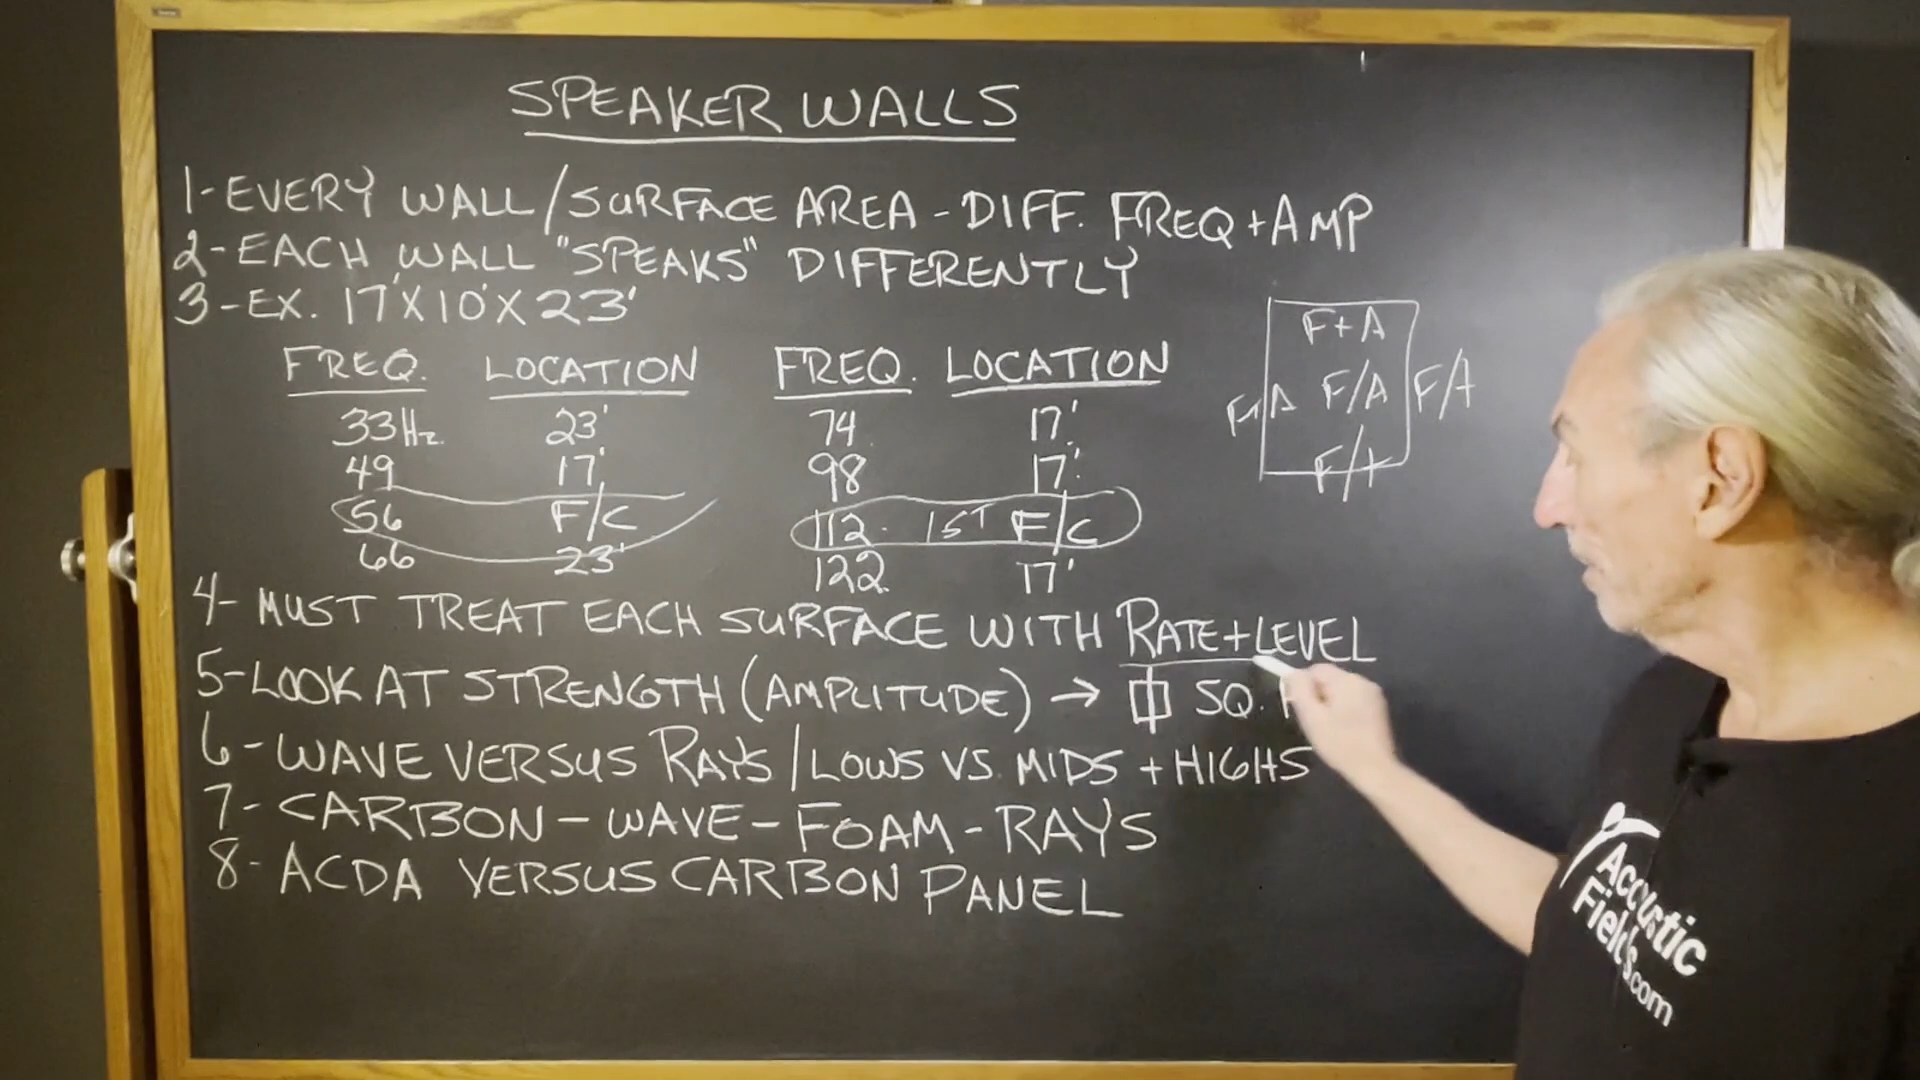 SPEAKER WALLS
1-EVERY WALL/SURFACE AREA - DIFF. FREQ+AMP
2-EACH WALL "SPEAKS" DIFFERENTLY
3-EX. 17'X10'X23'
FREQ. LOCATION FREQ. LOCATION
33Hz. 23' 74 17'
49 17' 98 17'
56 F/C 112 1ST F/C
66 23' 122 17'
F+A
F/A F/A
F/A
4- MUST TREAT EACH SURFACE WITH RATE+LEVEL
5-LOOK AT STRENGTH (AMPLITUDE) → SQ.
6-WAVE VERSUS RAYS/LOWS VS. MIDS + HIGHS
7-CARBON-WAVE-FOAM-RAYS
8-ACDA VERSUS CARBON PANEL
Acoustic
Fields.com